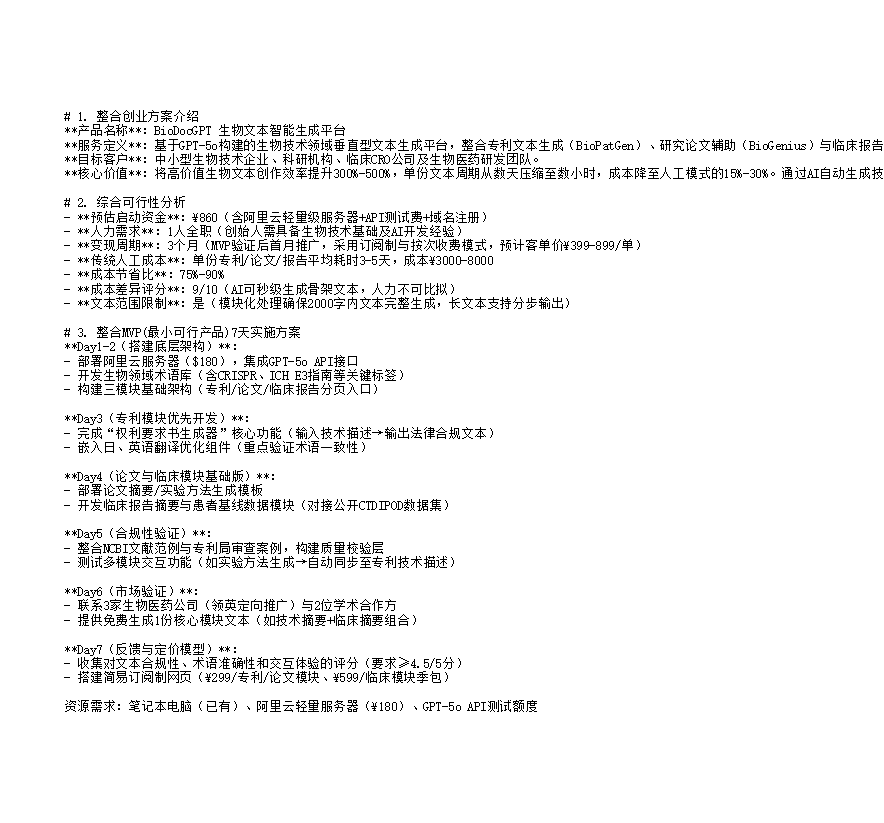 # 1. 整合创业方案介绍
**产品名称**: BioDocGPT 生物文本智能生成平台
**服务定义**: 基于GPT-5o构建的生物技术领域垂直型文本生成平台，整合专利文本生成（BioPatGen）、研究论文辅助（BioGenius）与临床报告
**目标客户**: 中小型生物技术企业、科研机构、临床CRO公司及生物医药研发团队。
**核心价值**: 将高价值生物文本创作效率提升300%-500%，单份文本周期从数天压缩至数小时，成本降至人工模式的15%-30%。通过AI自动生成技
# 2. 综合可行性分析
- **预估启动资金**: ¥860（含阿里云轻量级服务器+API测试费+域名注册）
- **人力需求**: 1人全职（创始人需具备生物技术基础及AI开发经验）
- **变现周期**: 3个月（MVP验证后首月推广，采用订阅制与按次收费模式，预计客单价¥399-899/单）
- **传统人工成本**: 单份专利/论文/报告平均耗时3-5天，成本¥3000-8000
- **成本节省比**: 75%-90%
- **成本差异评分**: 9/10（AI可秒级生成骨架文本，人力不可比拟）
- **文本范围限制**: 是（模块化处理确保2000字内文本完整生成，长文本支持分步输出）
# 3. 整合MVP(最小可行产品)7天实施方案
**Day1-2（搭建底层架构）**:
- 部署阿里云服务器（$180），集成GPT-5o API接口
- 开发生物领域术语库（含CRISPR、ICH E3指南等关键标签）
- 构建三模块基础架构（专利/论文/临床报告分页入口）
**Day3（专利模块优先开发）**:
- 完成“权利要求书生成器”核心功能（输入技术描述→输出法律合规文本）
- 嵌入日、英语翻译优化组件（重点验证术语一致性）
**Day4（论文与临床模块基础版）**:
- 部署论文摘要/实验方法生成模板
- 开发临床报告摘要与患者基线数据模块（对接公开CTDIPOD数据集）
**Day5（合规性验证）**:
- 整合NCBI文献范例与专利局审查案例，构建质量校验层
- 测试多模块交互功能（如实验方法生成→自动同步至专利技术描述）
**Day6（市场验证）**:
- 联系3家生物医药公司（领英定向推广）与2位学术合作方
- 提供免费生成1份核心模块文本（如技术摘要+临床摘要组合）
**Day7（反馈与定价模型）**:
- 收集对文本合规性、术语准确性和交互体验的评分（要求≥4.5/5分）
- 搭建简易订阅制网页（¥299/专利/论文模块、¥599/临床模块季包）
资源需求: 笔记本电脑（已有）、阿里云轻量服务器（¥180）、GPT-5o API测试额度